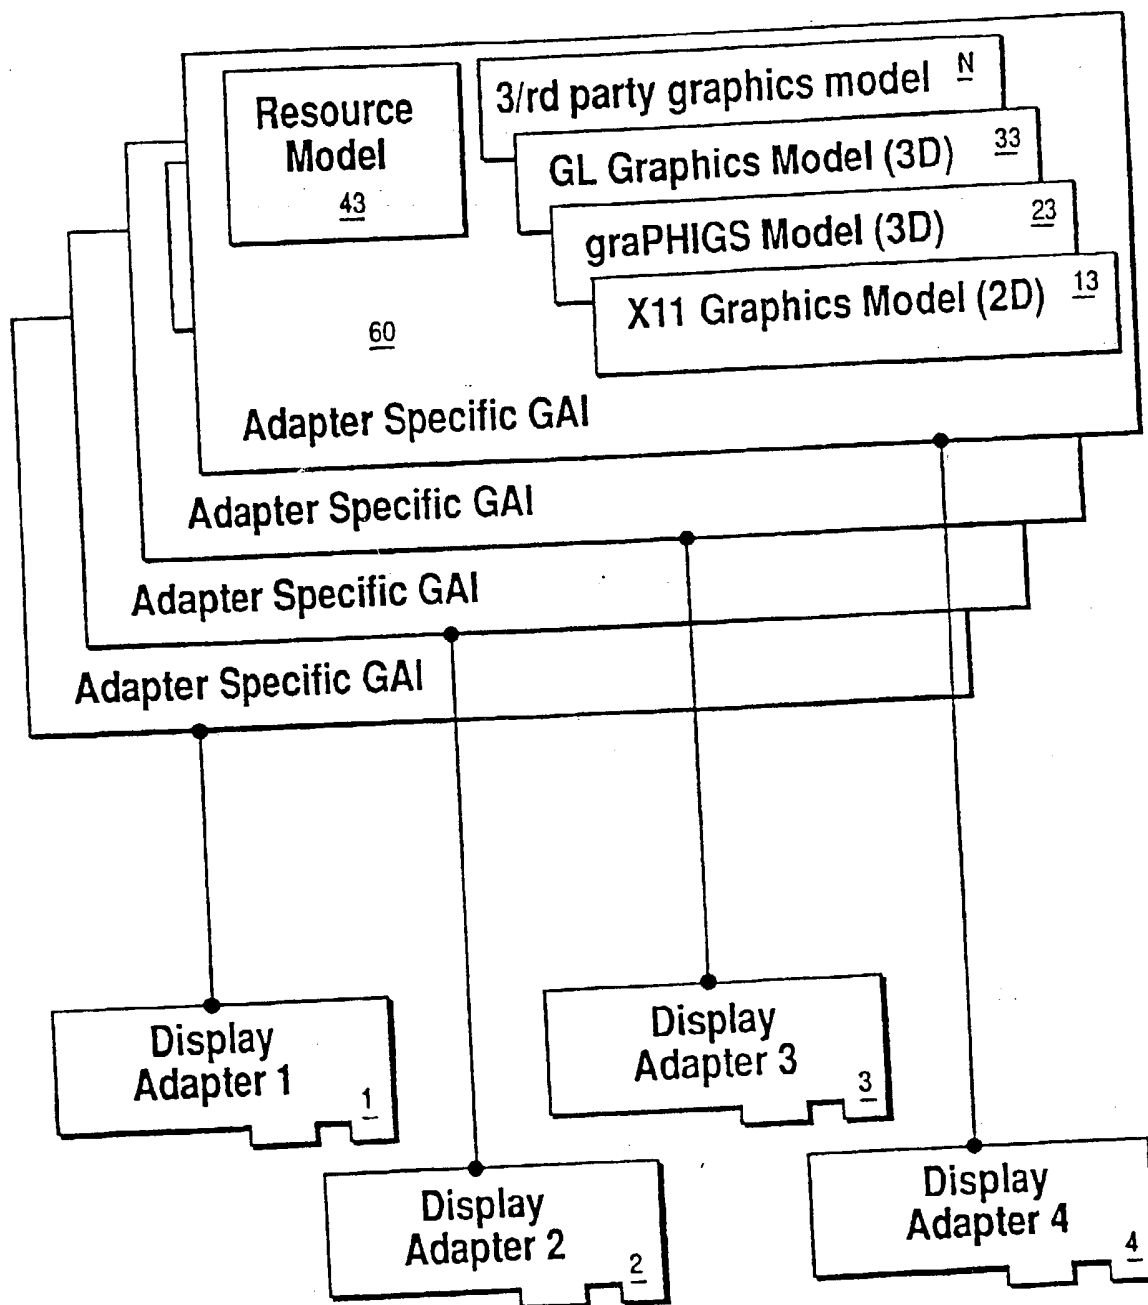 Resource
Model
43
3/rd party graphics model N
GL Graphics Model (3D) 33
graPHIGS Model (3D) 23
X11 Graphics Model (2D) 13
60
Adapter Specific GAI
Adapter Specific GAI
Adapter Specific GAI
Adapter Specific GAI
Display
Adapter 1
1
Display
Adapter 2
2
Display
Adapter 3
3
Display
Adapter 4
4